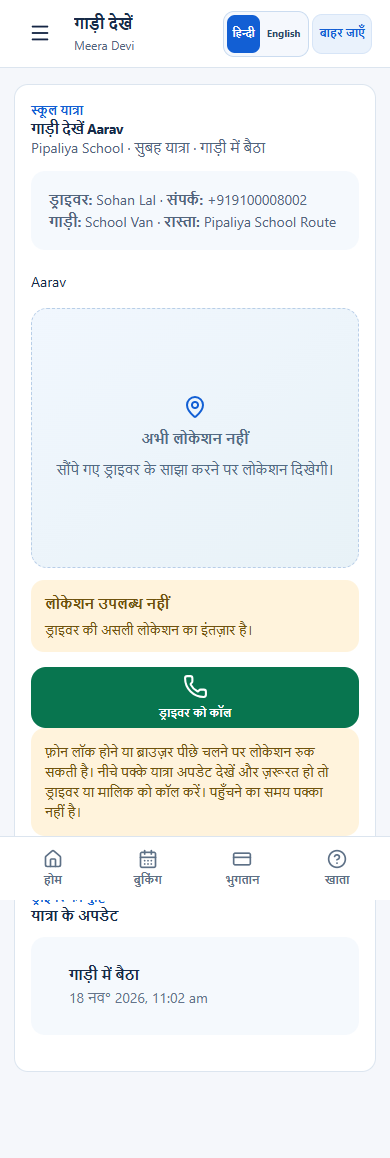 गाड़ी देखें
Meera Devi
हिन्दी
English
बाहर जाएँ
स्कूल यात्रा
गाड़ी देखें Aarav
Pipaliya School · सुबह यात्रा · गाड़ी में बैठा
ड्राइवर: Sohan Lal · संपर्क: +919100008002
गाड़ी: School Van · रास्ता: Pipaliya School Route
Aarav
अभी लोकेशन नहीं
सौंपे गए ड्राइवर के साझा करने पर लोकेशन दिखेगी।
लोकेशन उपलब्ध नहीं
ड्राइवर की असली लोकेशन का इंतज़ार है।
ड्राइवर को कॉल
फ़ोन लॉक होने या ब्राउज़र पीछे चलने पर लोकेशन रुक
सकती है। नीचे पक्के यात्रा अपडेट देखें और ज़रूरत हो तो
ड्राइवर या मालिक को कॉल करें। पहुँचने का समय पक्का
नहीं है।
होम
बुकिंग
भुगतान
खाता
यात्रा के अपडेट
गाड़ी में बैठा
18 नव° 2026, 11:02 am